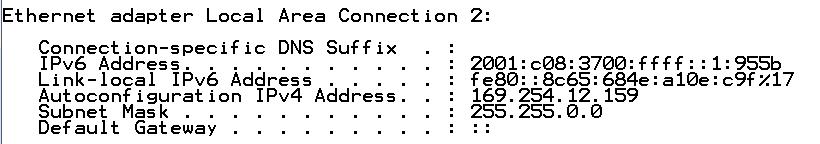 Ethernet adapter Local Area Connection 2:
Connection-specific DNS Suffix  . :
IPv6 Address. . . . . . . . . . . : 2001:c08:3700:ffff::1:955b
Link-local IPv6 Address . . . . . : fe80::8c65:684e:a10e:c9f%17
Autoconfiguration IPv4 Address. . : 169.254.12.159
Subnet Mask . . . . . . . . . . . : 255.255.0.0
Default Gateway . . . . . . . . . : ::